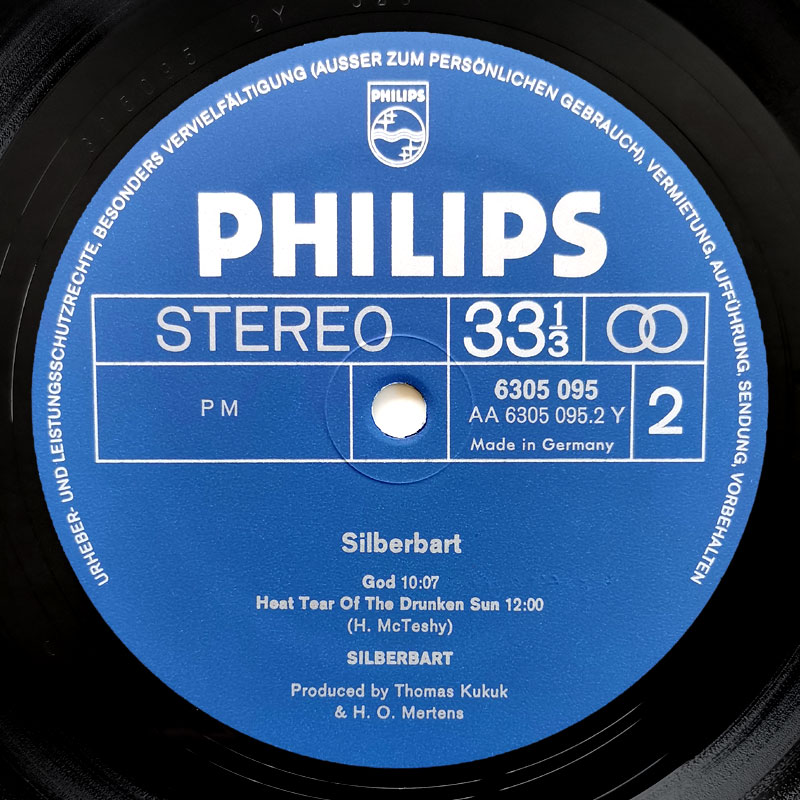 URHEBER- UND LEISTUNGSSCHUTZRECHTE, BESONDERS VERVIELFÄLTIGUNG (AUSSER ZUM PERSÖNLICHEN GEBRAUCH), VERMIETUNG, AUFFÜHRUNG, SENDUNG, VORBEHALTEN
PHILIPS
PHILIPS
STEREO 33 1/3
PM
6305 095
AA 6305 095.2 Y
Made in Germany
2
Silberbart
God 10:07
Heat Tear Of The Drunken Sun 12:00
(H. McTeshy)
SILBERBART
Produced by Thomas Kukuk
& H. O. Mertens